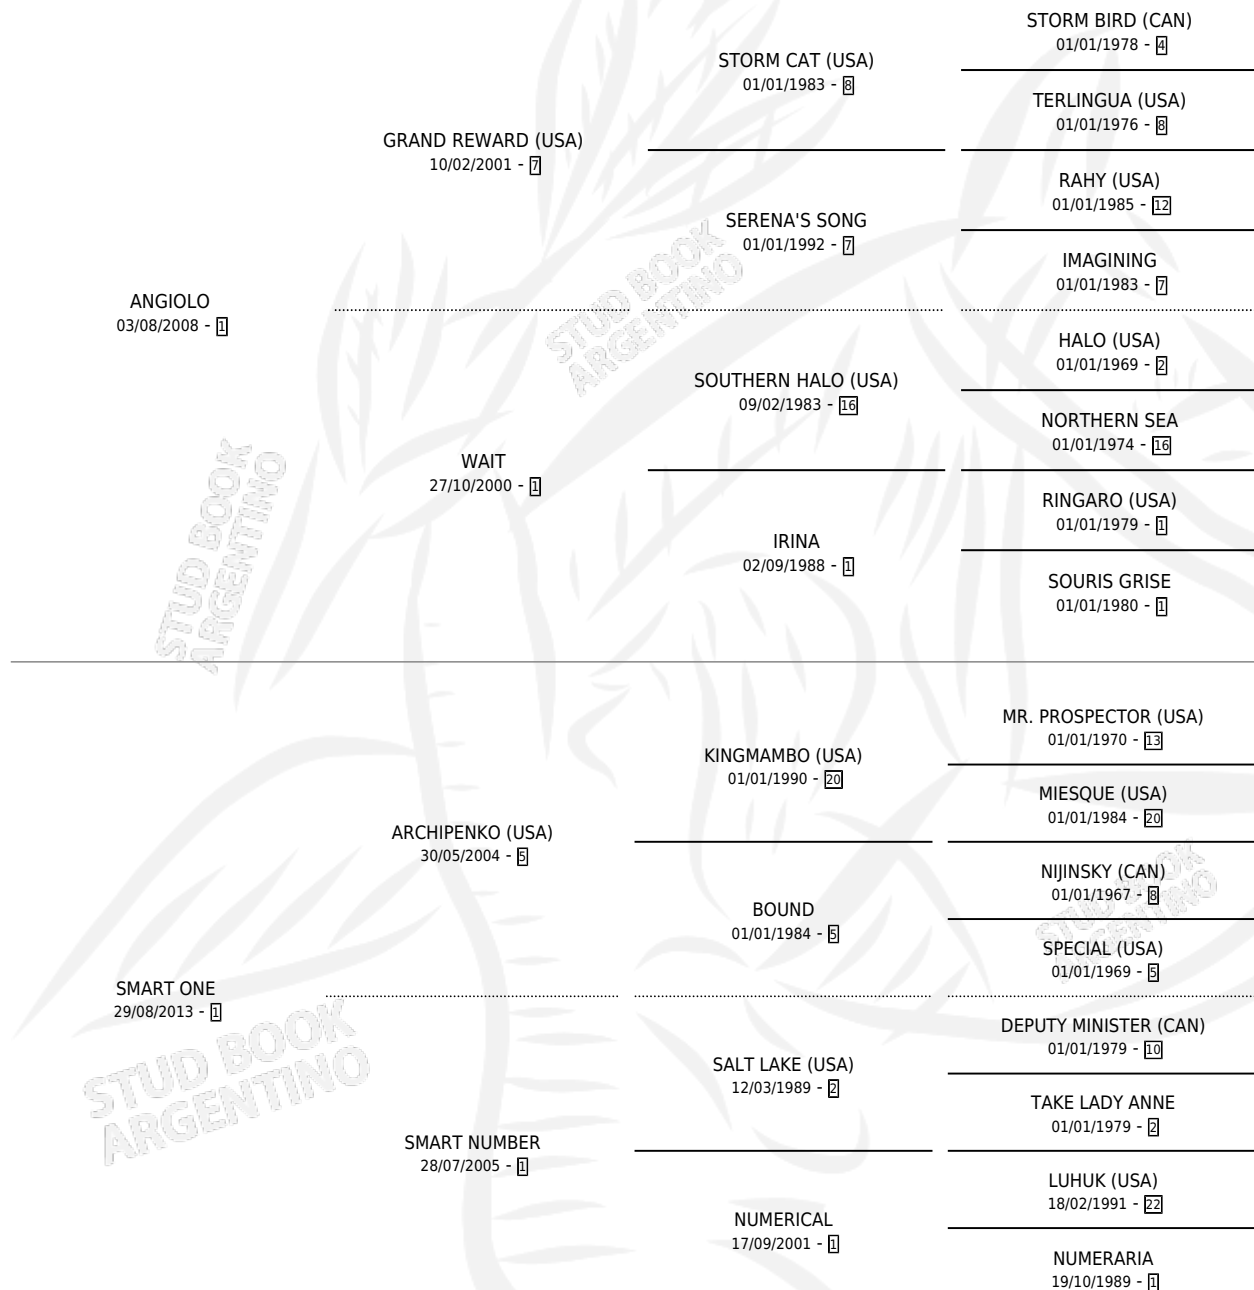 STORM BIRD (CAN)
01/01/1978 - 4
STORM CAT (USA)
01/01/1983 - 8
TERLINGUA (USA)
01/01/1976 - 8
GRAND REWARD (USA)
10/02/2001 - 7
RAHY (USA)
01/01/1985 - 12
SERENA'S SONG
01/01/1992 - 7
IMAGINING
01/01/1983 - 7
ANGIOLO
03/08/2008 - 1
HALO (USA)
01/01/1969 - 2
SOUTHERN HALO (USA)
09/02/1983 - 16
NORTHERN SEA
01/01/1974 - 16
WAIT
27/10/2000 - 1
RINGARO (USA)
01/01/1979 - 1
IRINA
02/09/1988 - 1
SOURIS GRISE
01/01/1980 - 1
STUD BOOK
ARGENTINO
STUD BOOK
ARGENTINO
MR. PROSPECTOR (USA)
01/01/1970 - 13
KINGMAMBO (USA)
01/01/1990 - 20
MIESQUE (USA)
01/01/1984 - 20
ARCHIPENKO (USA)
30/05/2004 - 5
NIJINSKY (CAN)
01/01/1967 - 8
BOUND
01/01/1984 - 5
SPECIAL (USA)
01/01/1969 - 5
SMART ONE
29/08/2013 - 1
DEPUTY MINISTER (CAN)
01/01/1979 - 10
SALT LAKE (USA)
12/03/1989 - 2
TAKE LADY ANNE
01/01/1979 - 2
SMART NUMBER
28/07/2005 - 1
LUHUK (USA)
18/02/1991 - 22
NUMERICAL
17/09/2001 - 1
NUMERARIA
19/10/1989 - 1
STUD BOOK
ARGENTINO
STUD BOOK
ARGENTINO